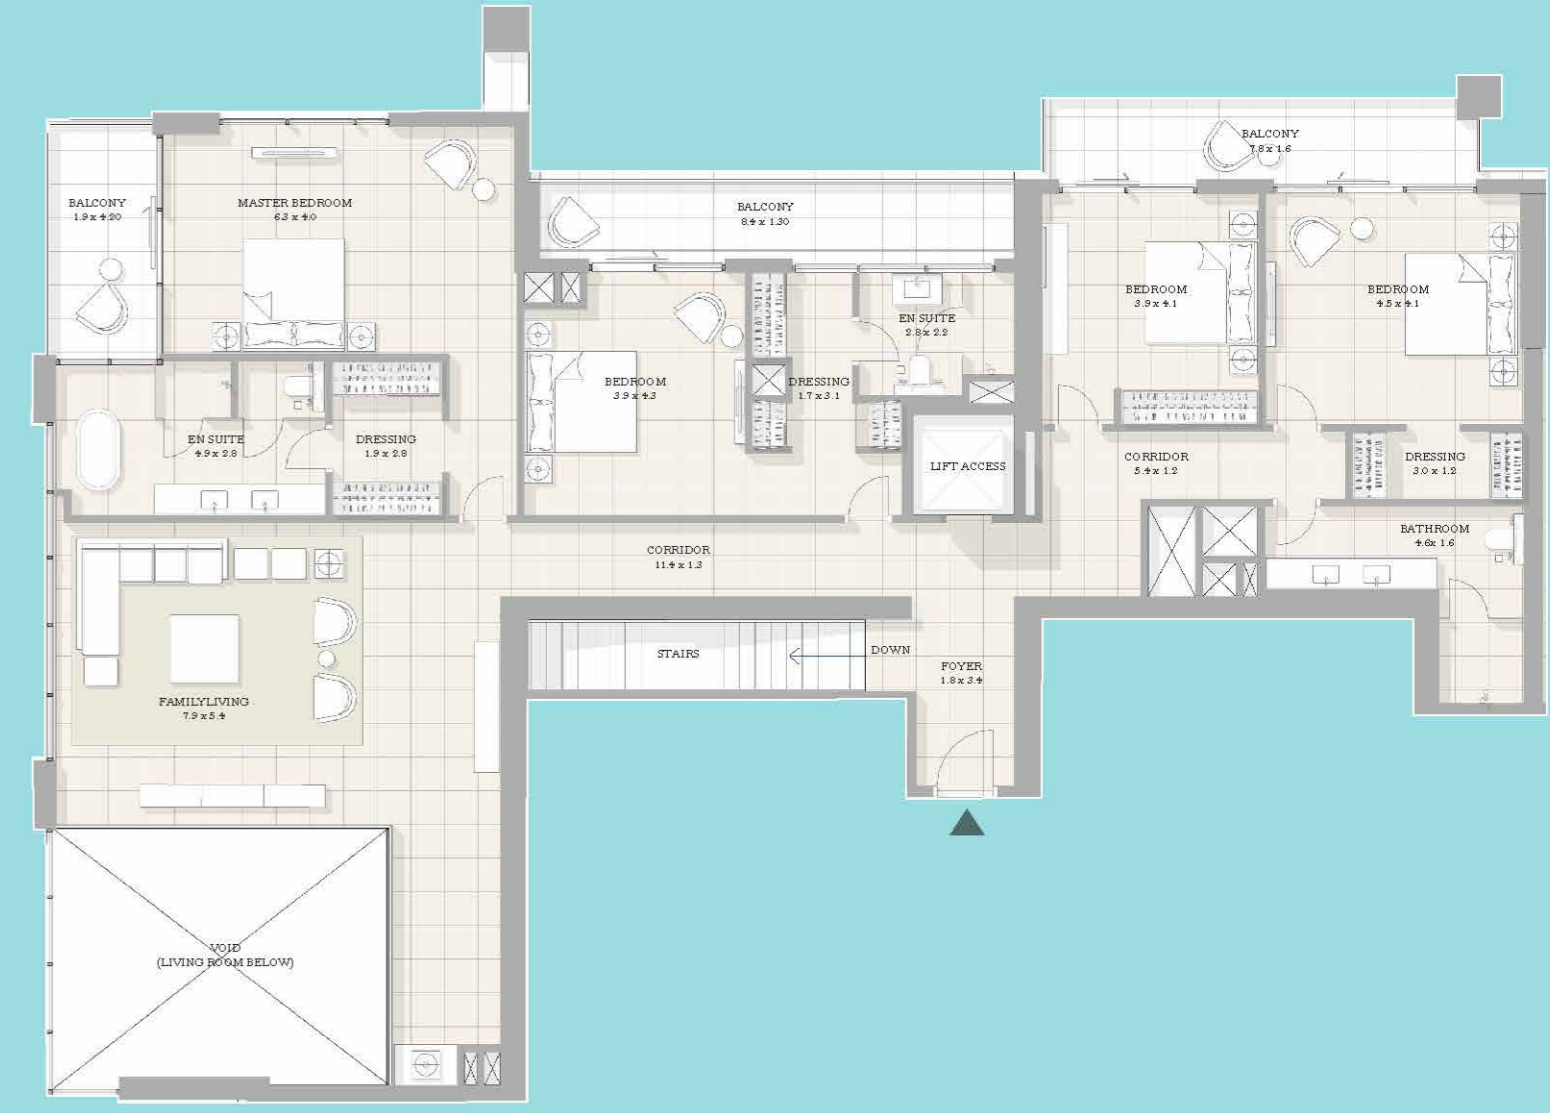 BALCONY
7.8 x 1.6
BALCONY
1.9 x 4.20
MASTER BEDROOM
6.3 x 4.0
BALCONY
8.4 x 1.30
BEDROOM
3.9 x 4.1
BEDROOM
4.5 x 4.1
EN SUITE
2.8 x 2.2
BEDROOM
3.9 x 4.3
DRESSING
1.7 x 3.1
EN SUITE
4.9 x 2.8
DRESSING
1.9 x 2.8
LIFT ACCESS
CORRIDOR
5.4 x 1.2
DRESSING
3.0 x 1.2
BATHROOM
4.6x 1.6
CORRIDOR
11.4 x 1.3
STAIRS
DOWN
FOYER
1.8 x 3.4
FAMILYLIVING
7.9 x 5.4
VOID
(LIVING ROOM BELOW)